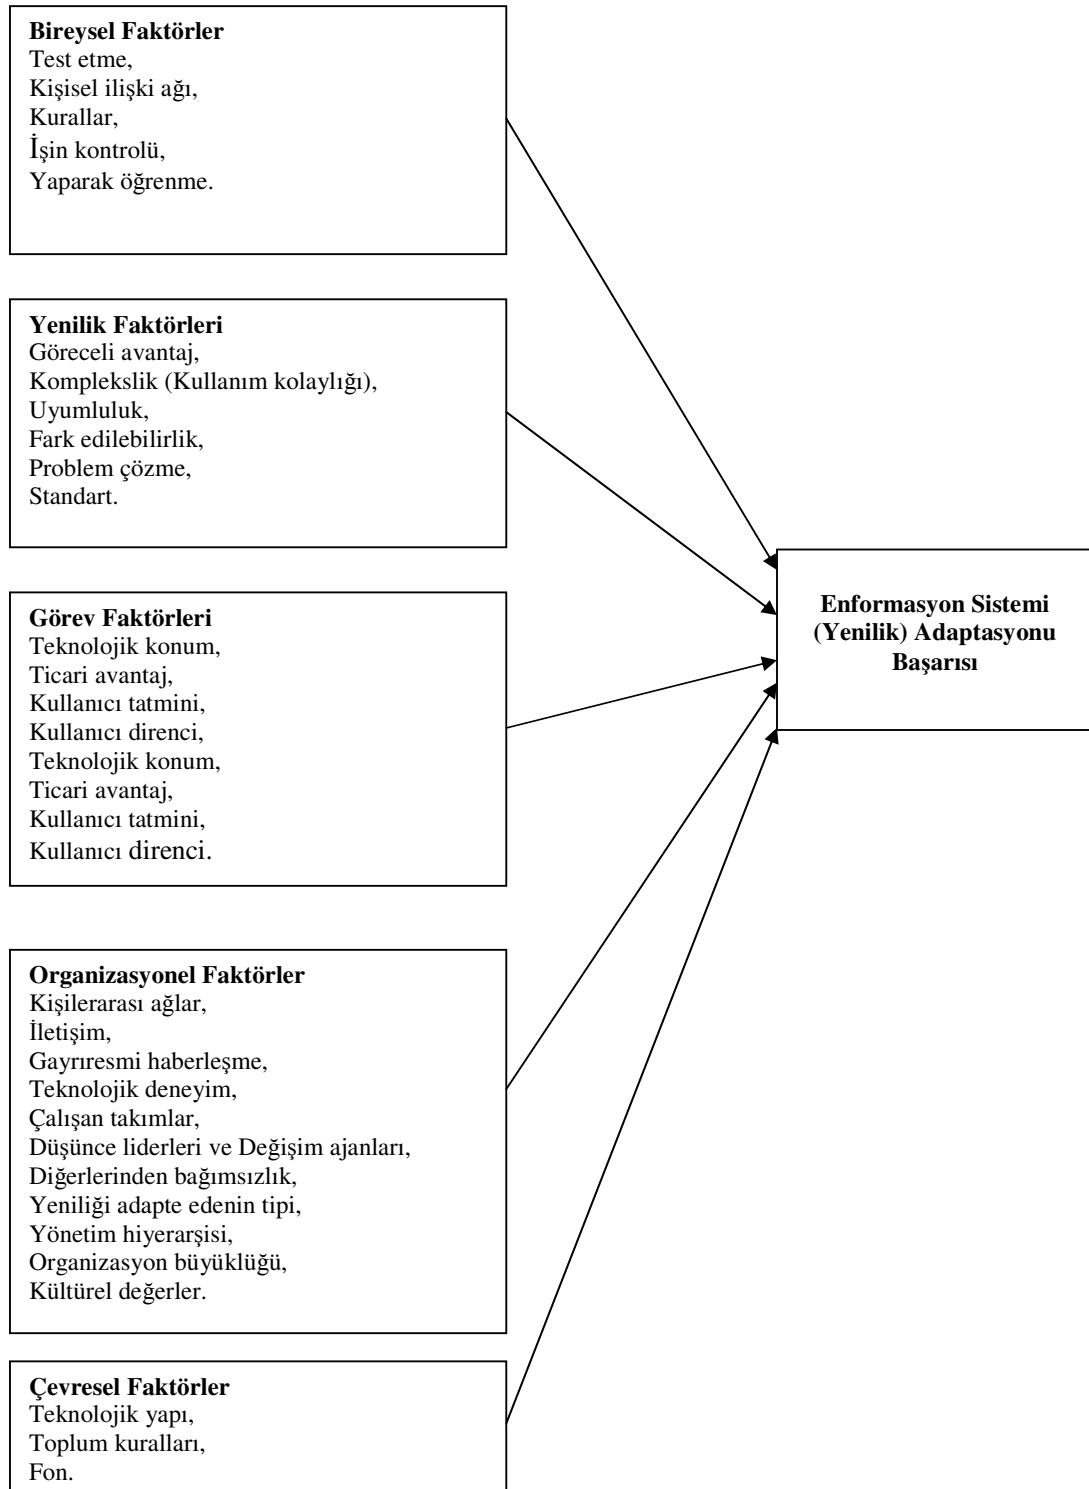 Bireysel Faktörler
Test etme,
Kişisel ilişki ağı,
Kurallar,
İşin kontrolü,
Yaparak öğrenme.
Yenilik Faktörleri
Göreceli avantaj,
Komplekslik (Kullanım kolaylığı),
Uyumluluk,
Fark edilebilirlik,
Problem çözme,
Standart.
Görev Faktörleri
Teknolojik konum,
Ticari avantaj,
Kullanıcı tatmini,
Kullanıcı direnci,
Teknolojik konum,
Ticari avantaj,
Kullanıcı tatmini,
Kullanıcı direnci.
Organizasyonel Faktörler
Kişilerarası ağlar,
İletişim,
Gayrıresmi haberleşme,
Teknolojik deneyim,
Çalışan takımlar,
Düşünce liderleri ve Değişim ajanları,
Diğerlerinden bağımsızlık,
Yeniliği adapte edenin tipi,
Yönetim hiyerarşisi,
Organizasyon büyüklüğü,
Kültürel değerler.
Çevresel Faktörler
Teknolojik yapı,
Toplum kuralları,
Fon.
Enformasyon Sistemi
(Yenilik) Adaptasyonu
Başarısı